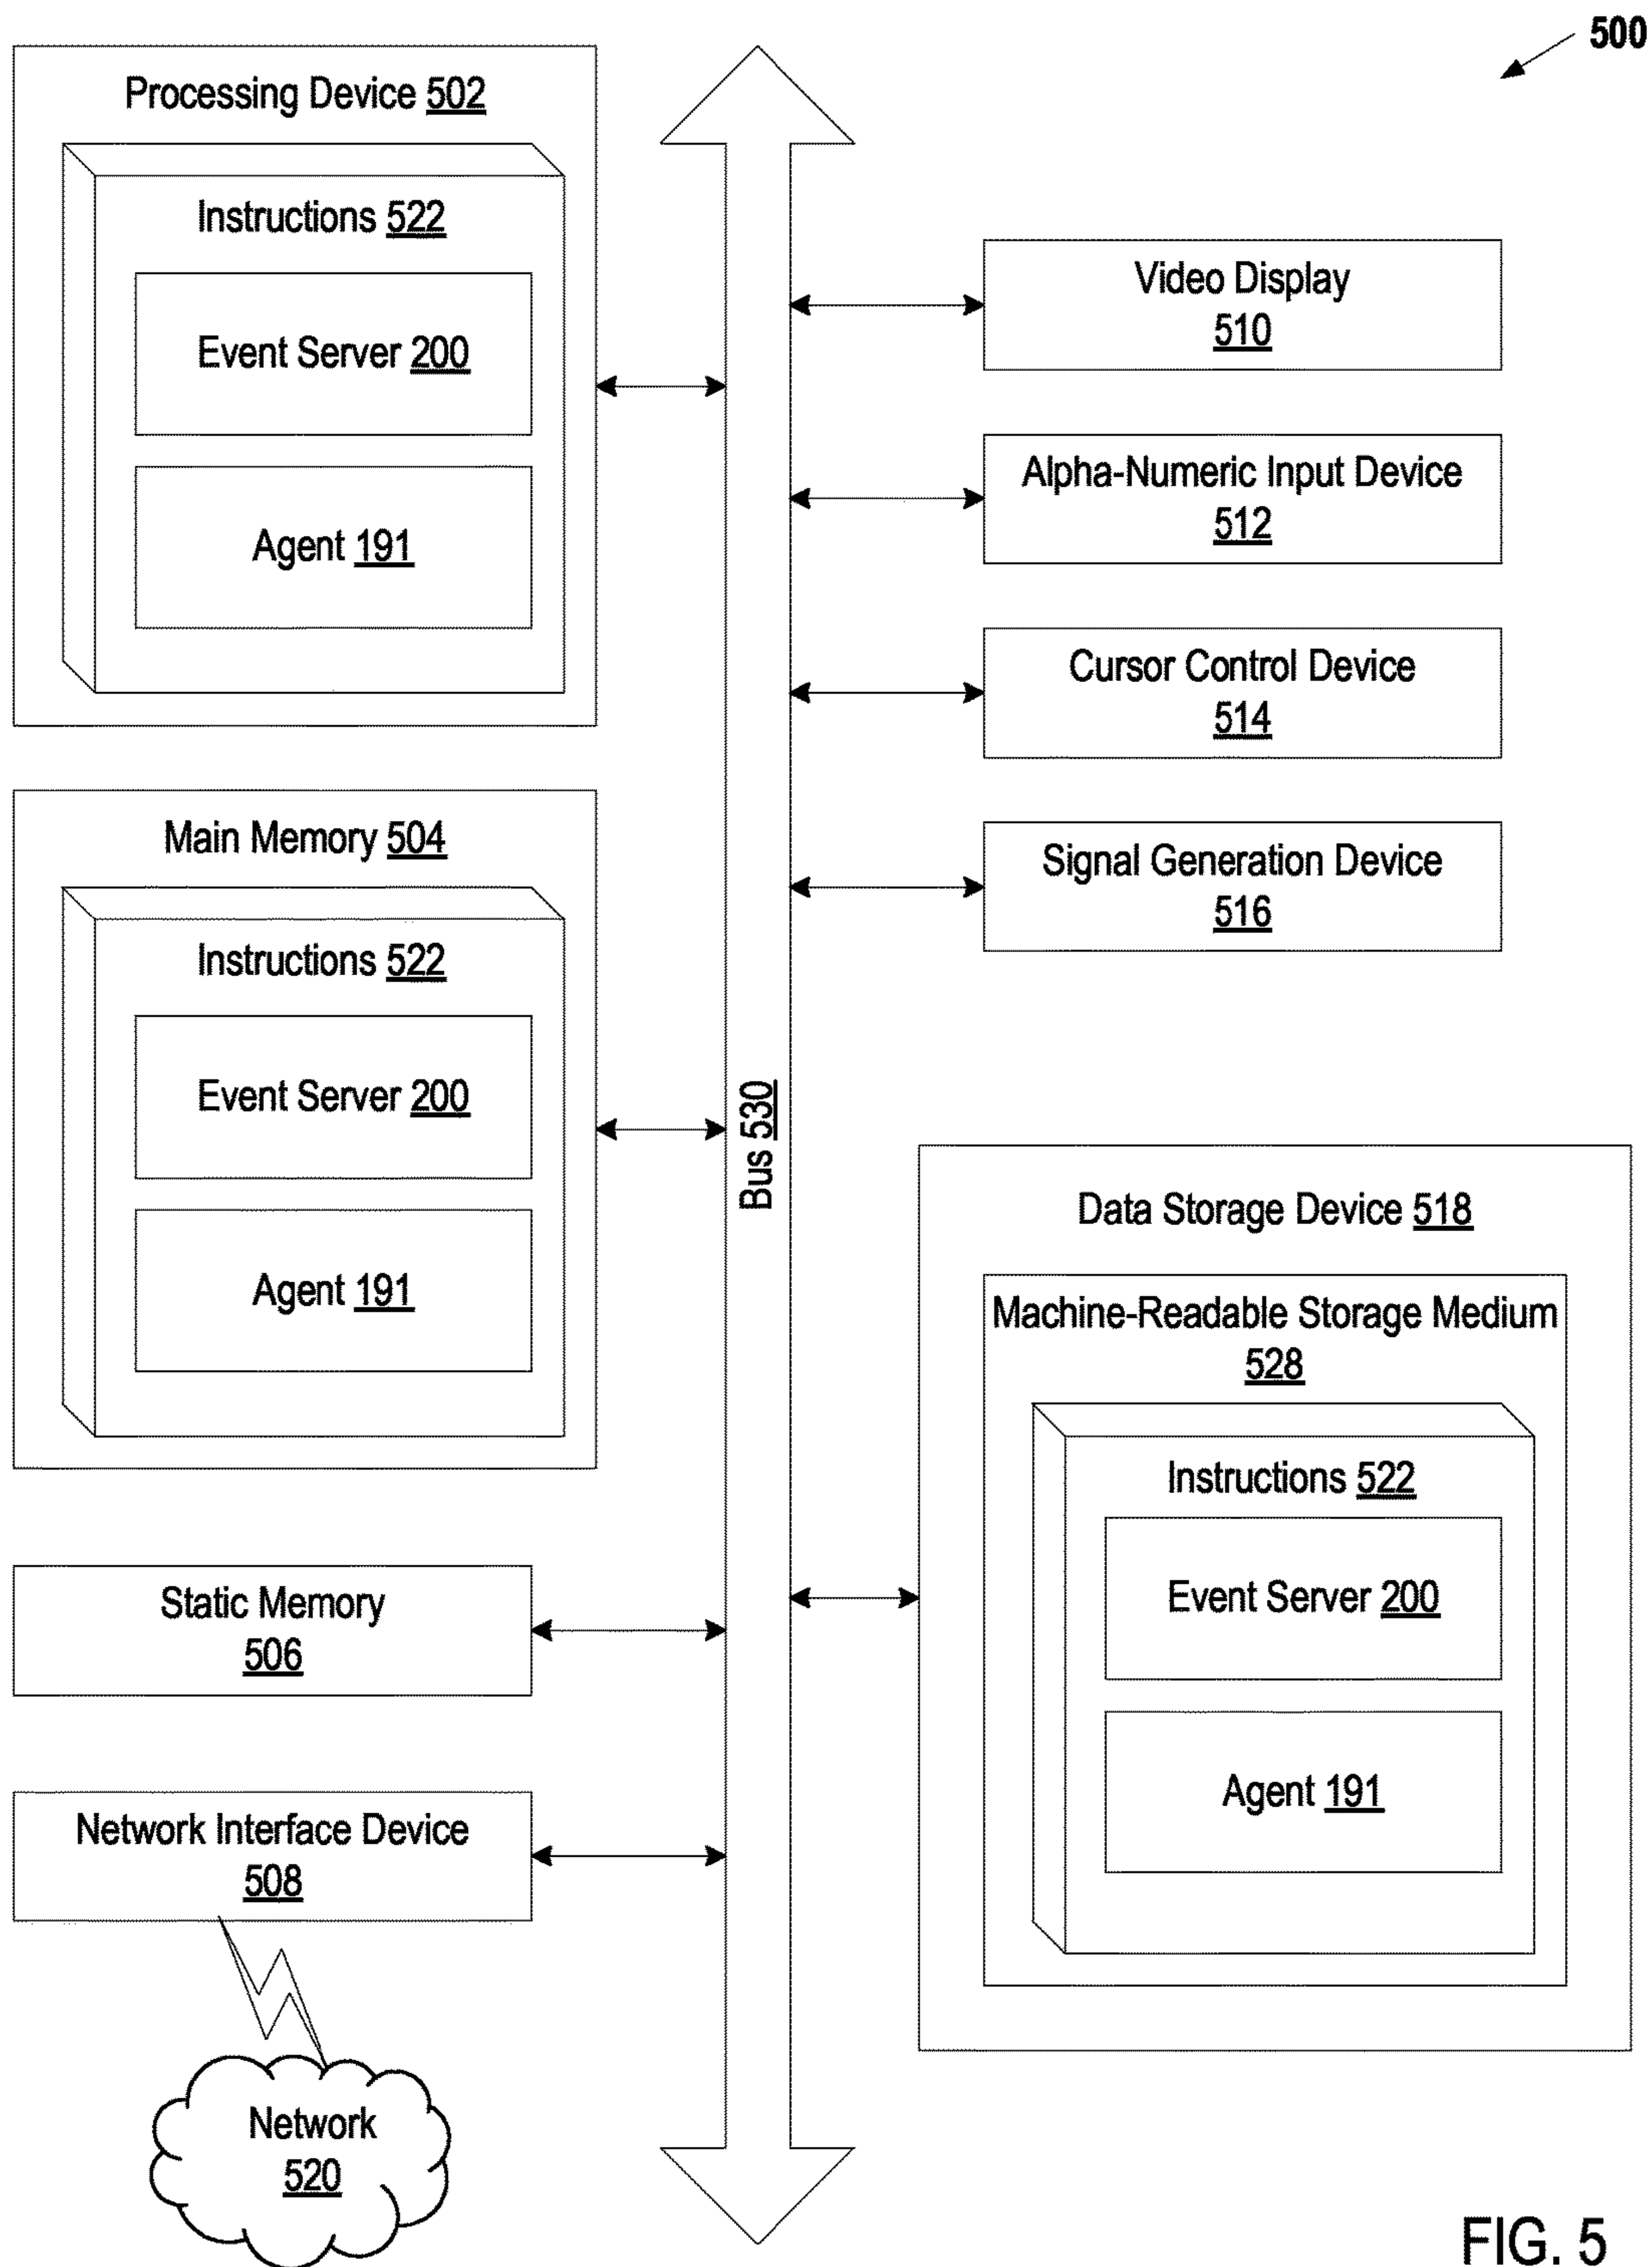 500
Processing Device 502
Instructions 522
Event Server 200
Agent 191
Main Memory 504
Instructions 522
Event Server 200
Agent 191
Static Memory
506
Network Interface Device
508
Network
520
Bus 530
Video Display
510
Alpha-Numeric Input Device
512
Cursor Control Device
514
Signal Generation Device
516
Data Storage Device 518
Machine-Readable Storage Medium
528
Instructions 522
Event Server 200
Agent 191
FIG. 5